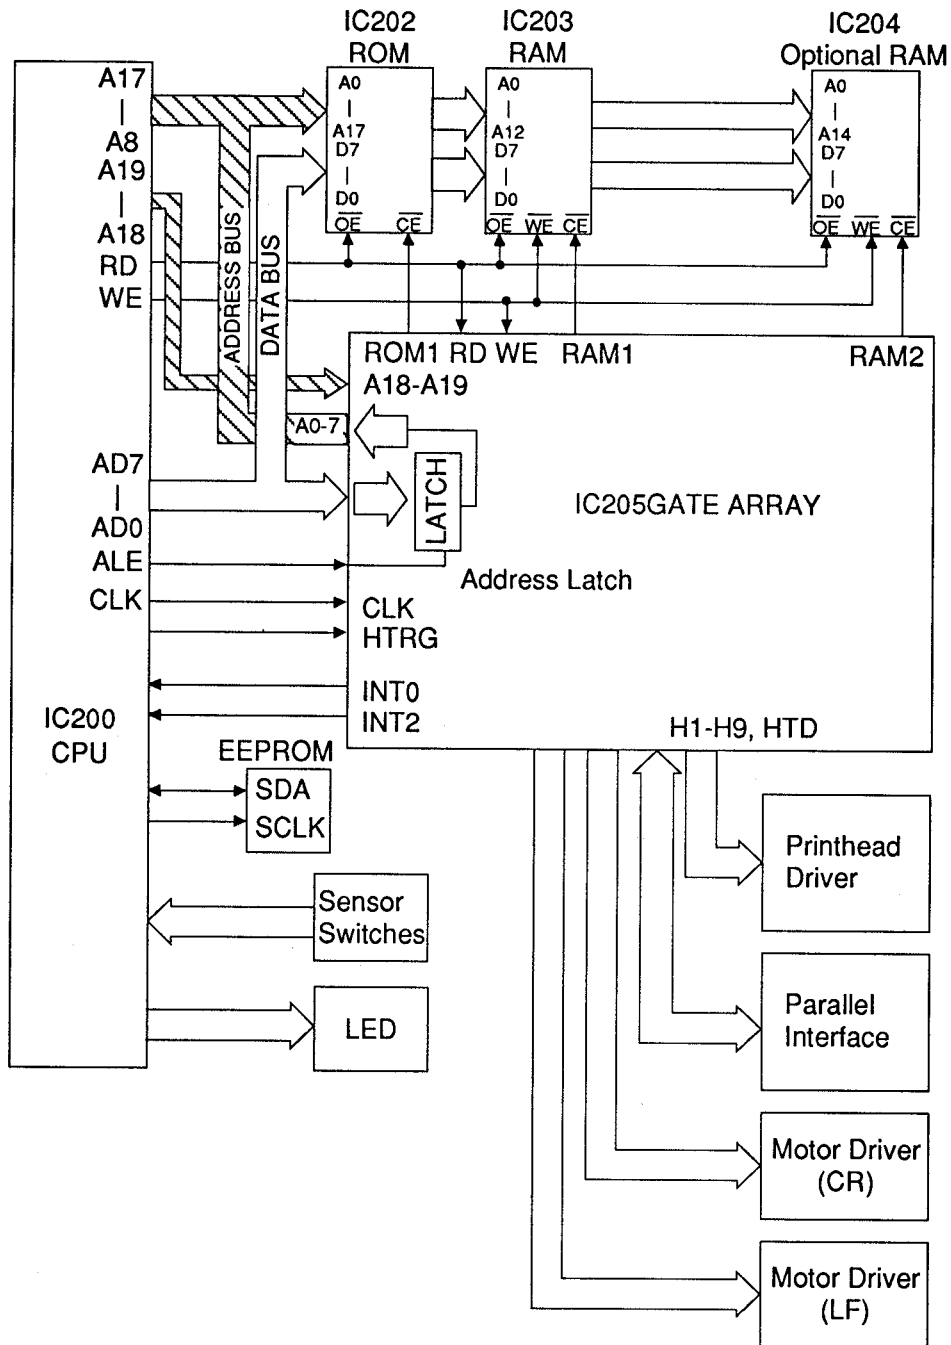 IC202
ROM
IC203
RAM
IC204
Optional RAM
A17
|
A8
A19
|
A18
RD
WE
A0
|
A17
D7
|
D0
OE CE
A0
|
A12
D7
|
D0
OE WE CE
A0
|
A14
D7
|
D0
OE WE CE
ADDRESS BUS
DATA BUS
ROM1 RD WE RAM1 RAM2
A18-A19
A0-7
LATCH
IC205GATE ARRAY
Address Latch
AD7
|
AD0
ALE
CLK
CLK
HTRG
INT0
INT2
H1-H9, HTD
IC200
CPU
EEPROM
SDA
SCLK
Sensor
Switches
LED
Printhead
Driver
Parallel
Interface
Motor Driver
(CR)
Motor Driver
(LF)